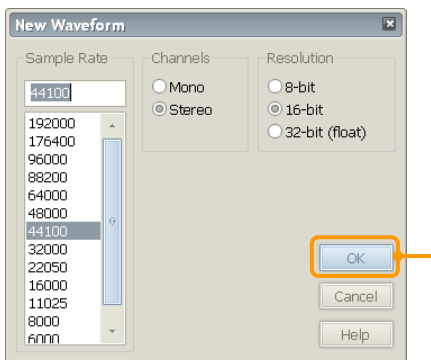 New Waveform
Sample Rate
44100
192000
176400
96000
88200
64000
48000
44100
32000
22050
16000
11025
8000
6000
Channels
Mono
Stereo
Resolution
8-bit
16-bit
32-bit (float)
OK
Cancel
Help